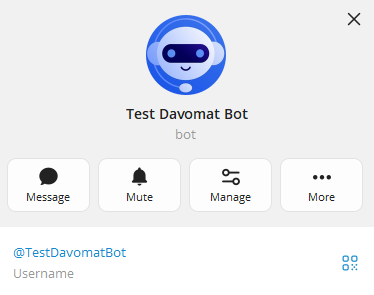 Test Davomat Bot
bot
Message
Mute
Manage
More
@TestDavomatBot
Username